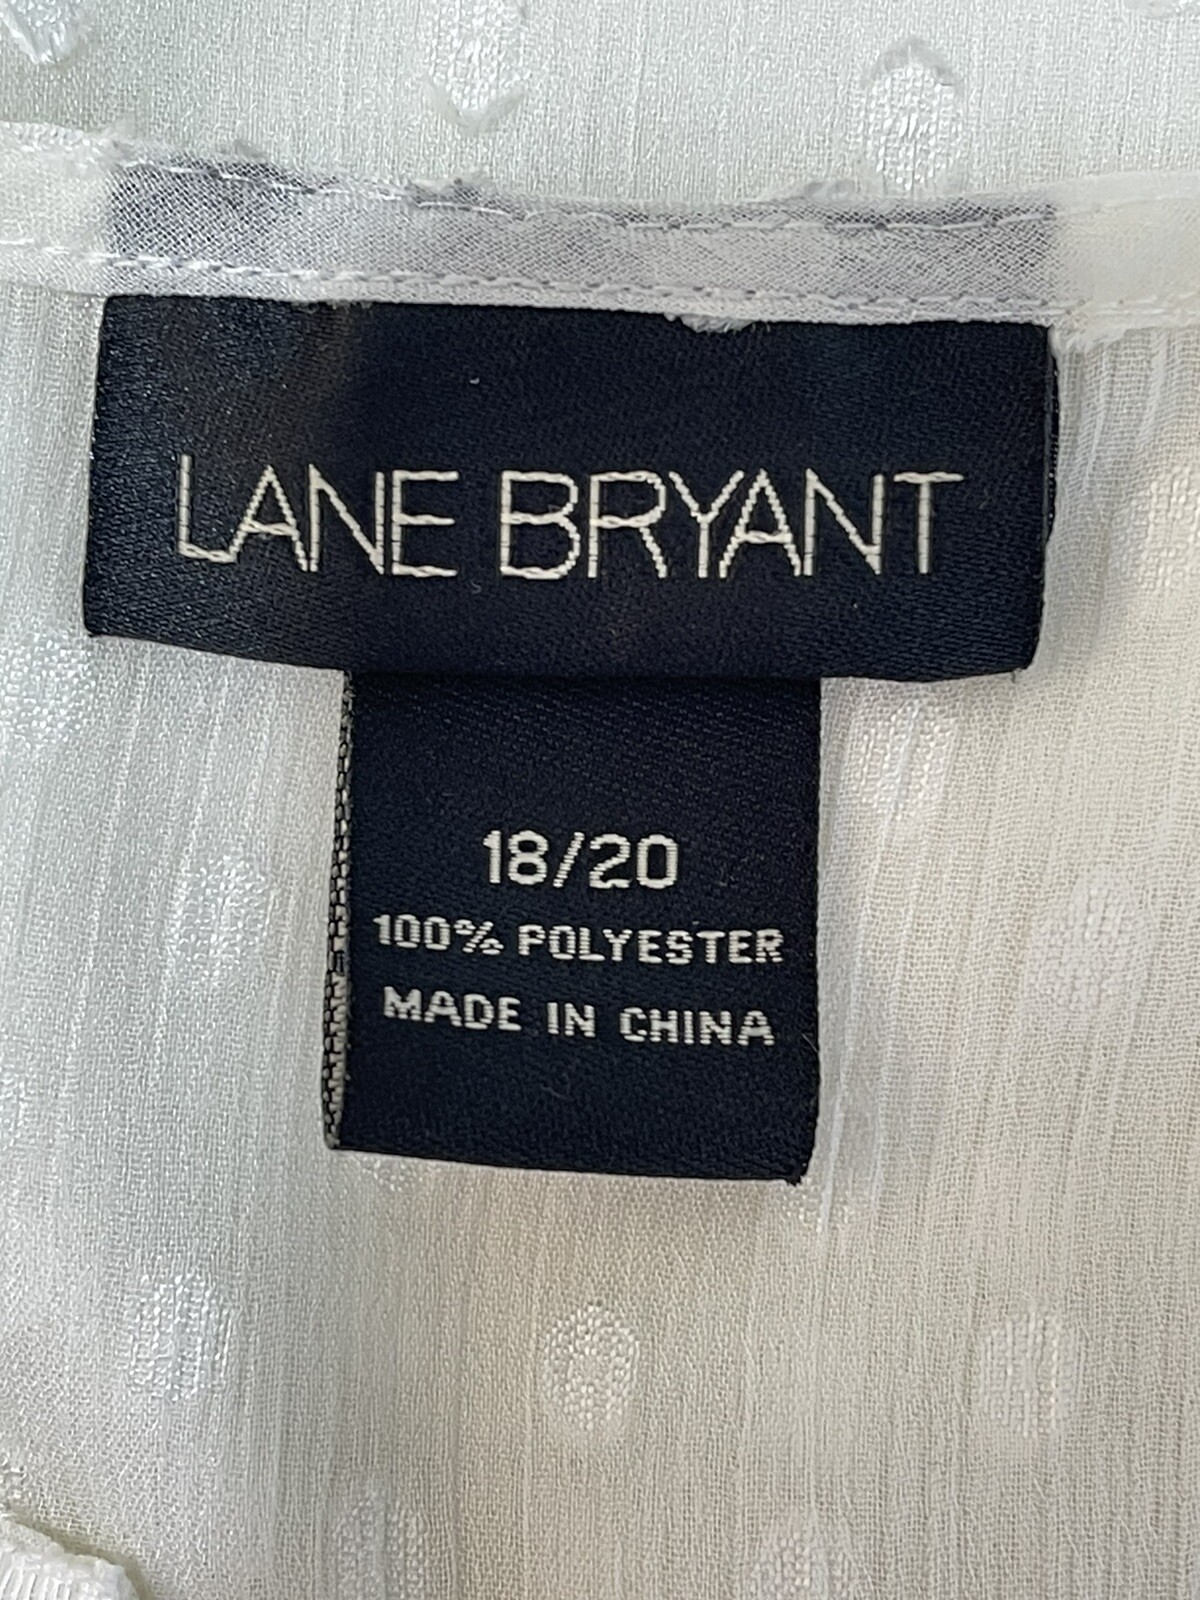 LANE BRYANT
18/20
100% POLYESTER
MADE IN CHINA